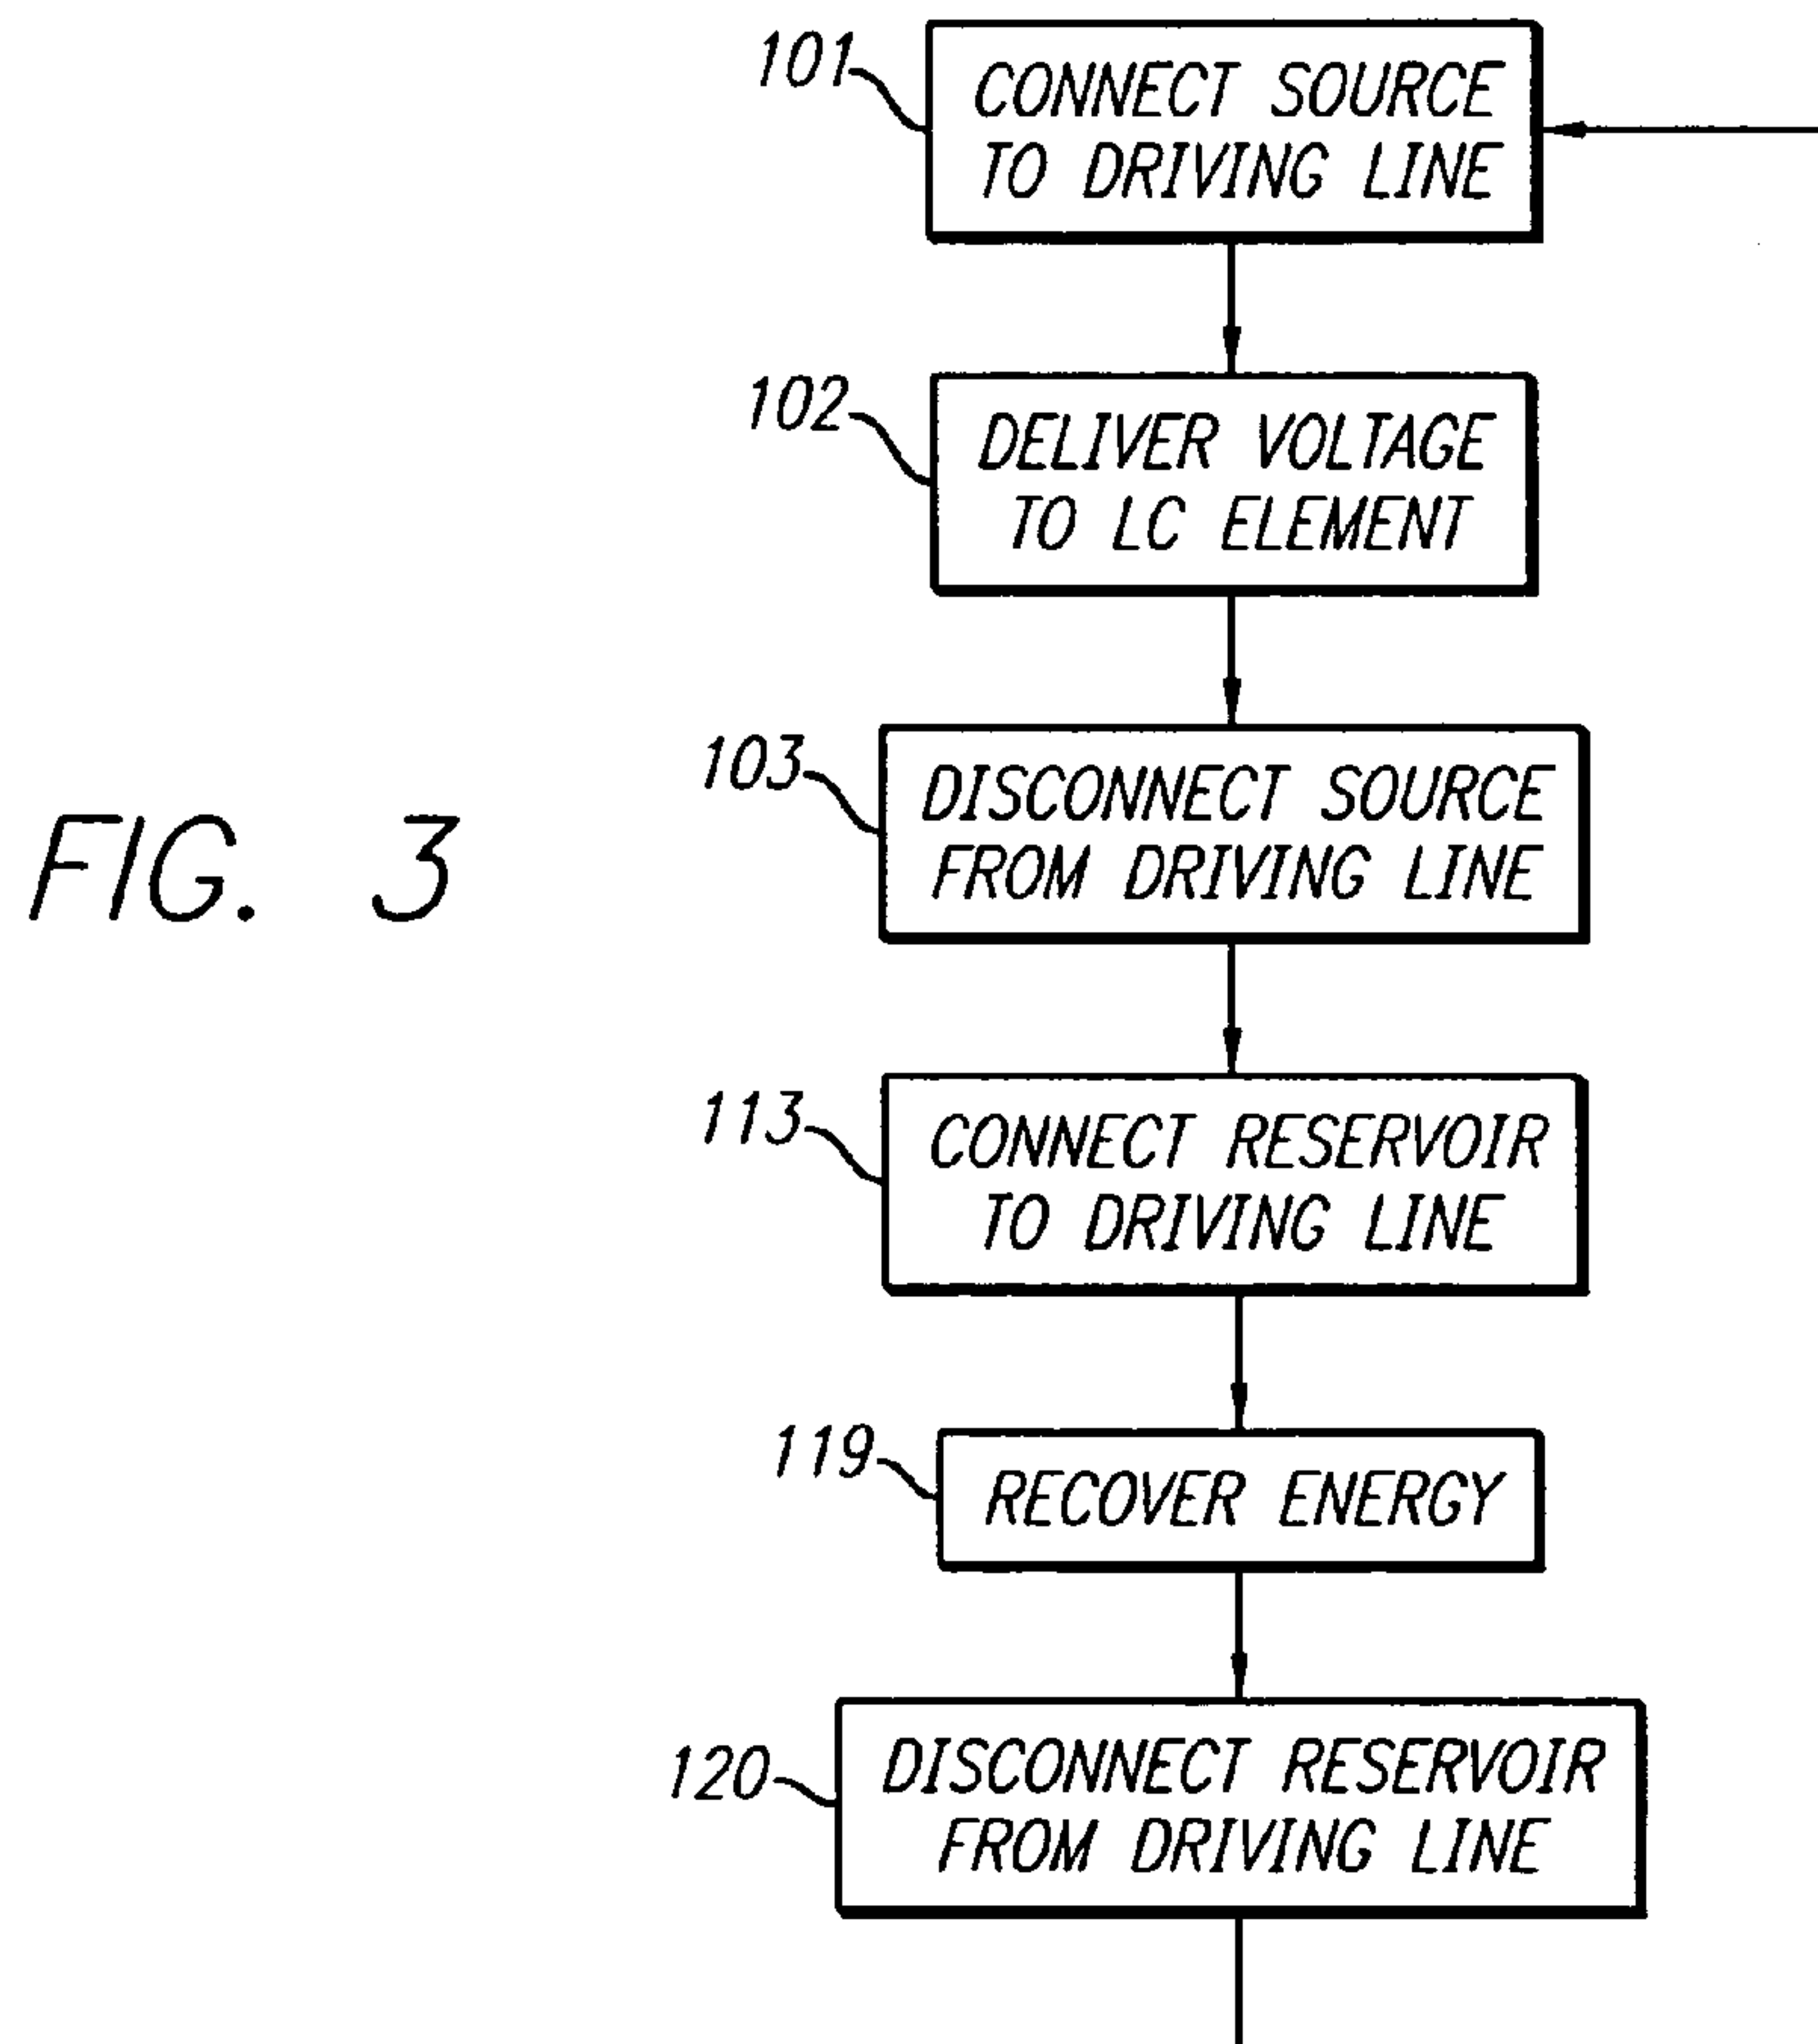 101
CONNECT SOURCE
TO DRIVING LINE
102
DELIVER VOLTAGE
TO LC ELEMENT
103
DISCONNECT SOURCE
FROM DRIVING LINE
FIG. 3
113
CONNECT RESERVOIR
TO DRIVING LINE
119
RECOVER ENERGY
120
DISCONNECT RESERVOIR
FROM DRIVING LINE